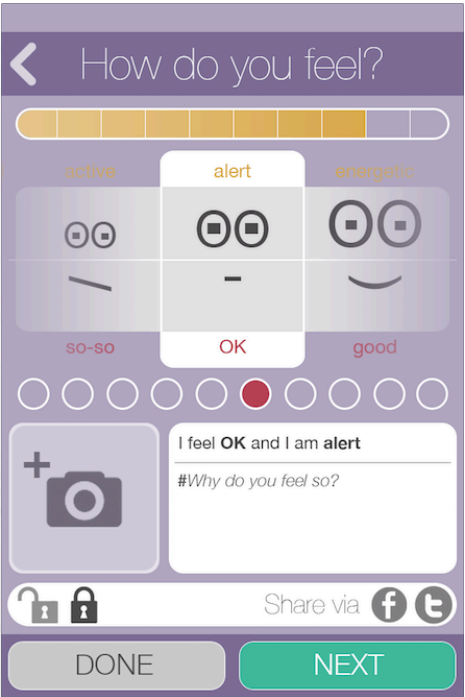 How do you feel?
active alert energetic
so-so OK good
I feel OK and I am alert
#Why do you feel so?
Share via
DONE NEXT